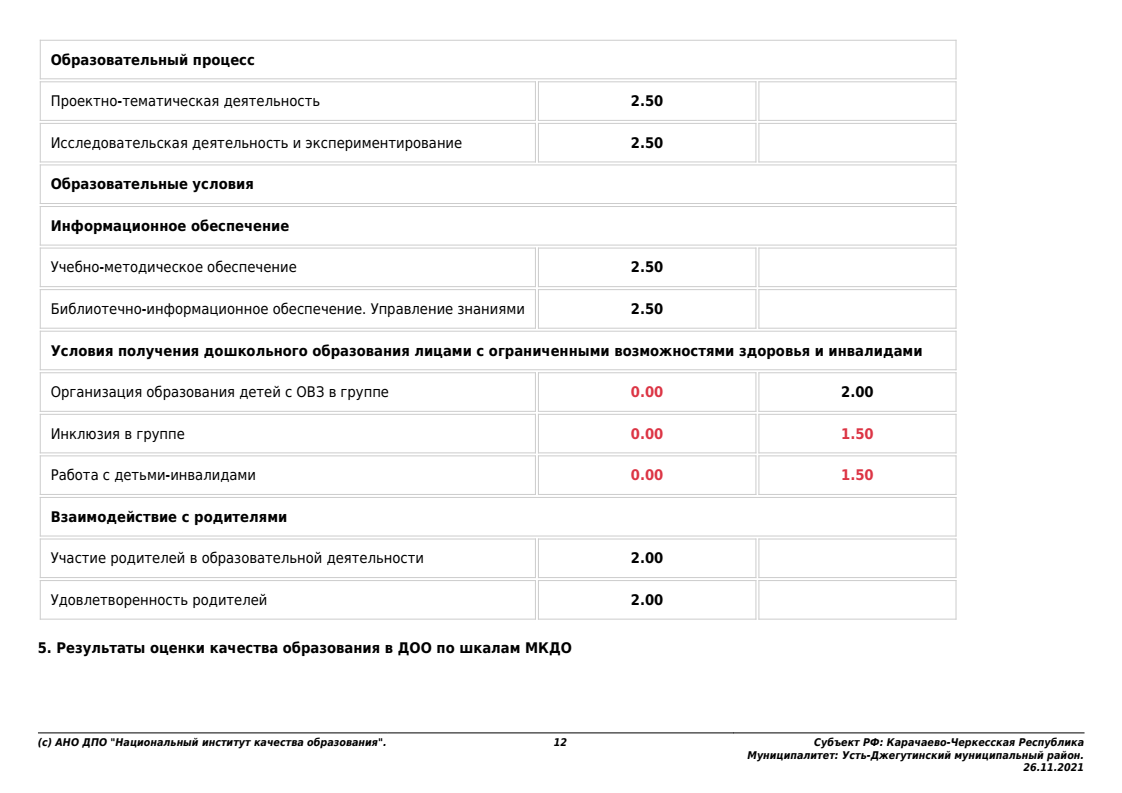 Образовательный процесс
Проектно-тематическая деятельность 2.50
Исследовательская деятельность и экспериментирование 2.50
Образовательные условия
Информационное обеспечение
Учебно-методическое обеспечение 2.50
Библиотечно-информационное обеспечение. Управление знаниями 2.50
Условия получения дошкольного образования лицами с ограниченными возможностями здоровья и инвалидами
Организация образования детей с ОВЗ в группе 0.00 2.00
Инклюзия в группе 0.00 1.50
Работа с детьми-инвалидами 0.00 1.50
Взаимодействие с родителями
Участие родителей в образовательной деятельности 2.00
Удовлетворенность родителей 2.00
5. Результаты оценки качества образования в ДОО по шкалам МКДО
(с) АНО ДПО "Национальный институт качества образования". 12 Субъект РФ: Карачаево-Черкесская Республика
Муниципалитет: Усть-Джегутинский муниципальный район.
26.11.2021